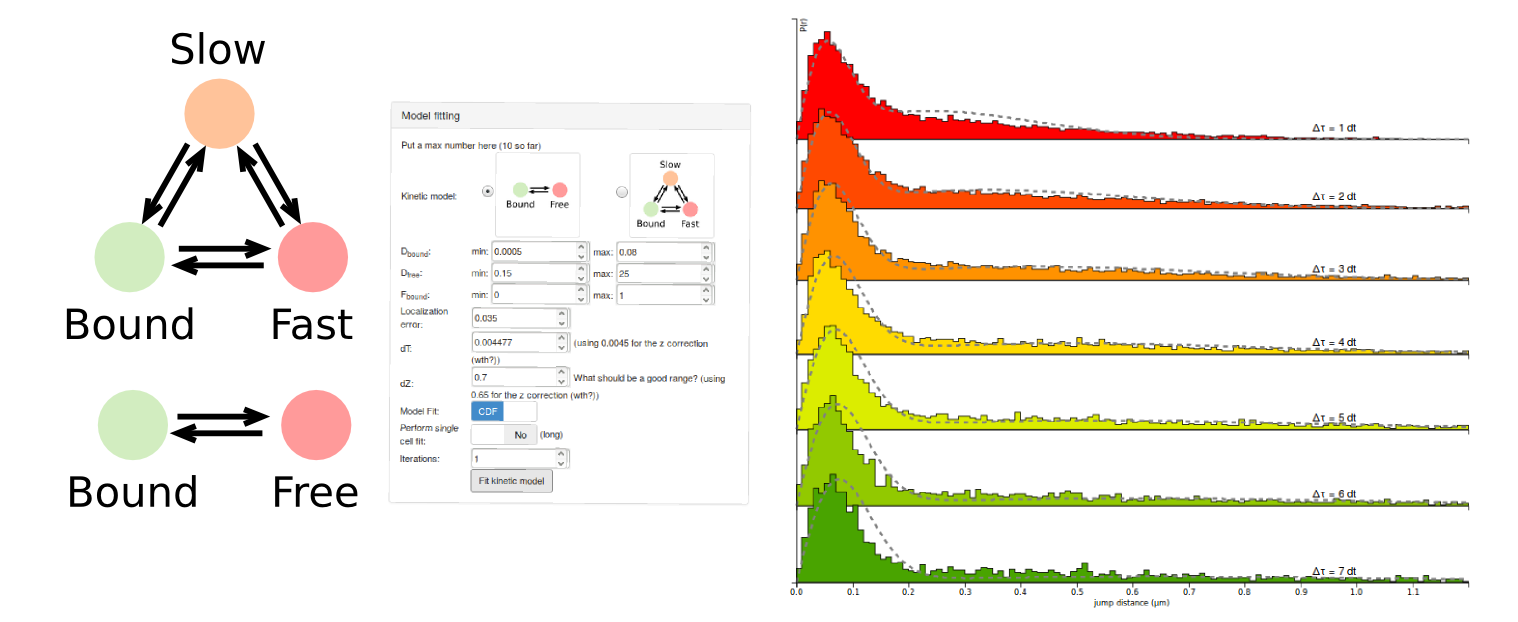 Slow
Bound Fast
Bound Free
Model fitting
Put a max number here (10 so far)
Kinetic model:
Bound Free
Slow
Bound Fast
Dbound: min: 0.0005 max: 0.08
Dfree: min: 0.15 max: 25
Fbound: min: 0 max: 1
Localization
error: 0.035
dT: 0.004477 (using 0.0045 for the z correction
(wth?))
dZ: 0.7 What should be a good range? (using
0.65 for the z correction (wth?))
Model Fit: CDF
Perform single
cell fit: No (long)
Iterations: 1
Fit kinetic model
P(r)
Δτ = 1 dt
Δτ = 2 dt
Δτ = 3 dt
Δτ = 4 dt
Δτ = 5 dt
Δτ = 6 dt
Δτ = 7 dt
0.0 0.1 0.2 0.3 0.4 0.5 0.6 0.7 0.8 0.9 1.0 1.1
jump distance (μm)